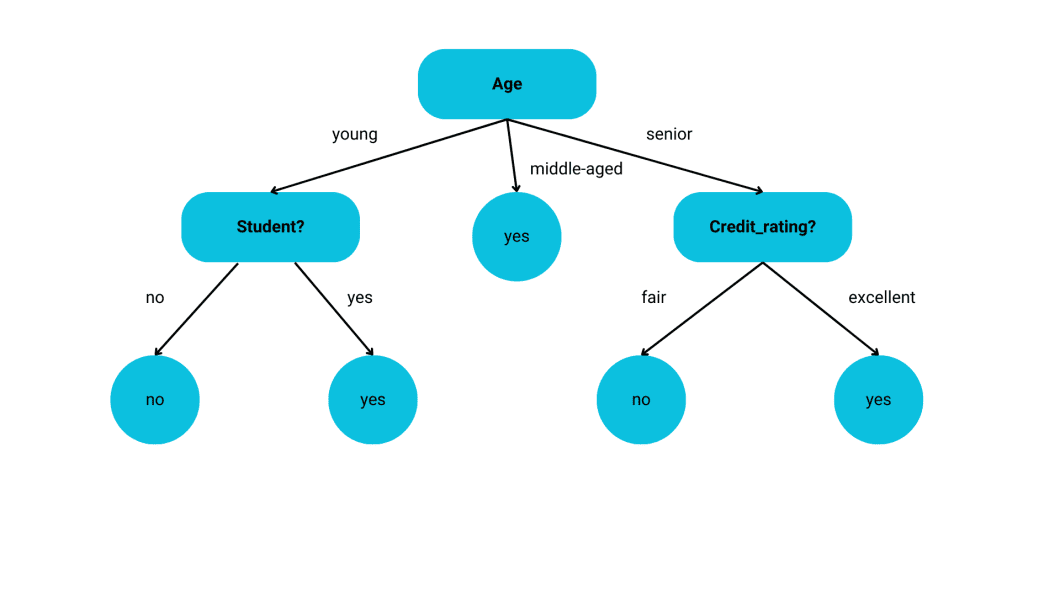 Age
young
senior
middle-aged
Student?
yes
Credit_rating?
no
yes
fair
excellent
no
yes
no
yes